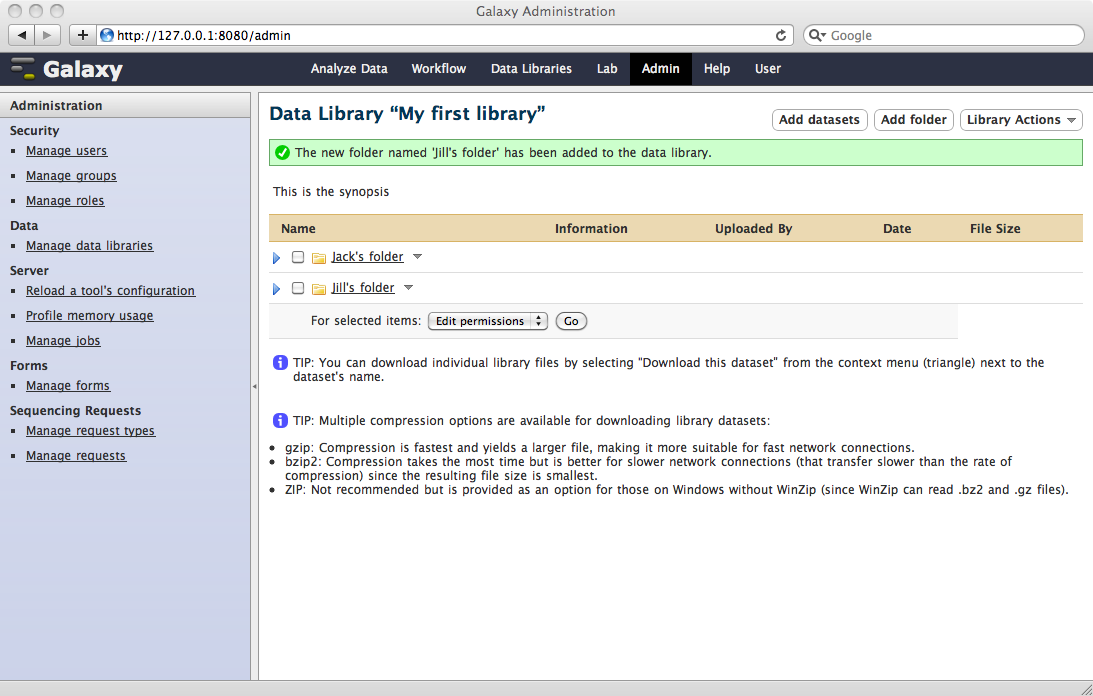 Galaxy Administration
http://127.0.0.1:8080/admin
Google
Galaxy
Analyze Data Workflow Data Libraries Lab Admin Help User
Administration
Security
Manage users
Manage groups
Manage roles
Data
Manage data libraries
Server
Reload a tool's configuration
Profile memory usage
Manage jobs
Forms
Manage forms
Sequencing Requests
Manage request types
Manage requests
Data Library “My first library”
Add datasets Add folder Library Actions
The new folder named 'Jill's folder' has been added to the data library.
This is the synopsis
Name Information Uploaded By Date File Size
Jack's folder
Jill's folder
For selected items: Edit permissions Go
TIP: You can download individual library files by selecting "Download this dataset" from the context menu (triangle) next to the
dataset's name.
TIP: Multiple compression options are available for downloading library datasets:
• gzip: Compression is fastest and yields a larger file, making it more suitable for fast network connections.
• bzip2: Compression takes the most time but is better for slower network connections (that transfer slower than the rate of
compression) since the resulting file size is smallest.
• ZIP: Not recommended but is provided as an option for those on Windows without WinZip (since WinZip can read .bz2 and .gz files).